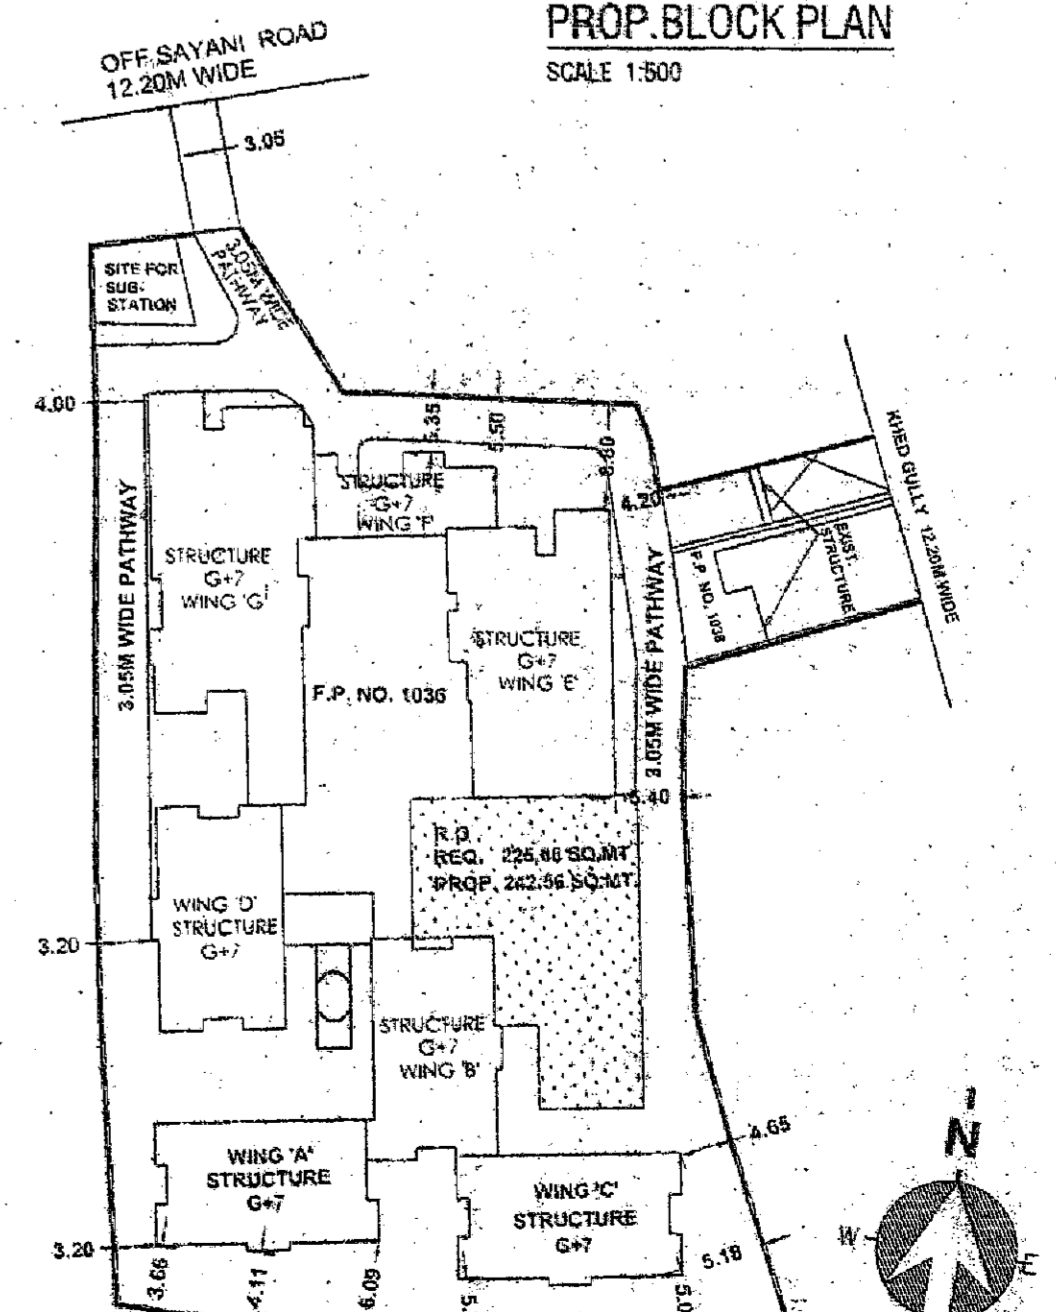 PROP. BLOCK PLAN
SCALE 1:500
OFF. SAYANI ROAD
12.20M WIDE
3.05
3.05M WIDE
PATHWAY
SITE FOR
SUB-
STATION
4.00
5.35
5.50
4.20
KHED GULLY 12.20M WIDE
STRUCTURE
G+7
WING 'F'
3.05M WIDE PATHWAY
STRUCTURE
G+7
WING 'G'
EXIST.
STRUCTURE
F.P. NO. 1038
STRUCTURE
G+7
WING 'E'
3.05M WIDE PATHWAY
F.P. NO. 1036
5.40
R.G.
REQ. 225.68 SQ.MT.
PROP. 242.56 SQ.MT.
WING 'D'
STRUCTURE
G+7
3.20
STRUCTURE
G+7
WING 'B'
4.65
N
WING 'A'
STRUCTURE
G+7
WING 'C'
STRUCTURE
G+7
W
3.20
3.66
4.11
6.09
5.18